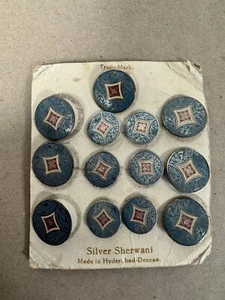 Trade Mark.
Silver Sherwani
Made in Hyderabad-Deccan.